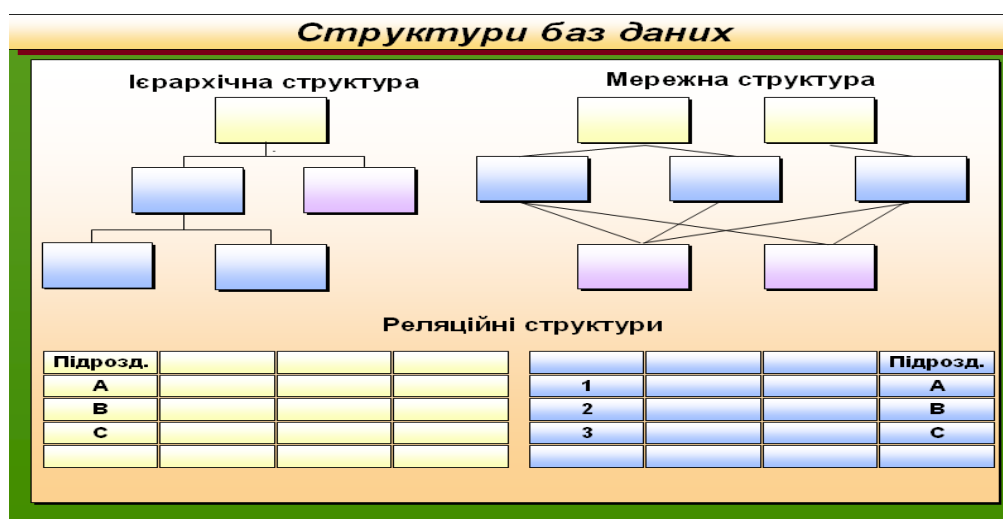 Структури баз даних
Ієрархічна структура
Мережна структура
Реляційні структури
Підрозд.
А
В
С
Підрозд.
1 А
2 В
3 С